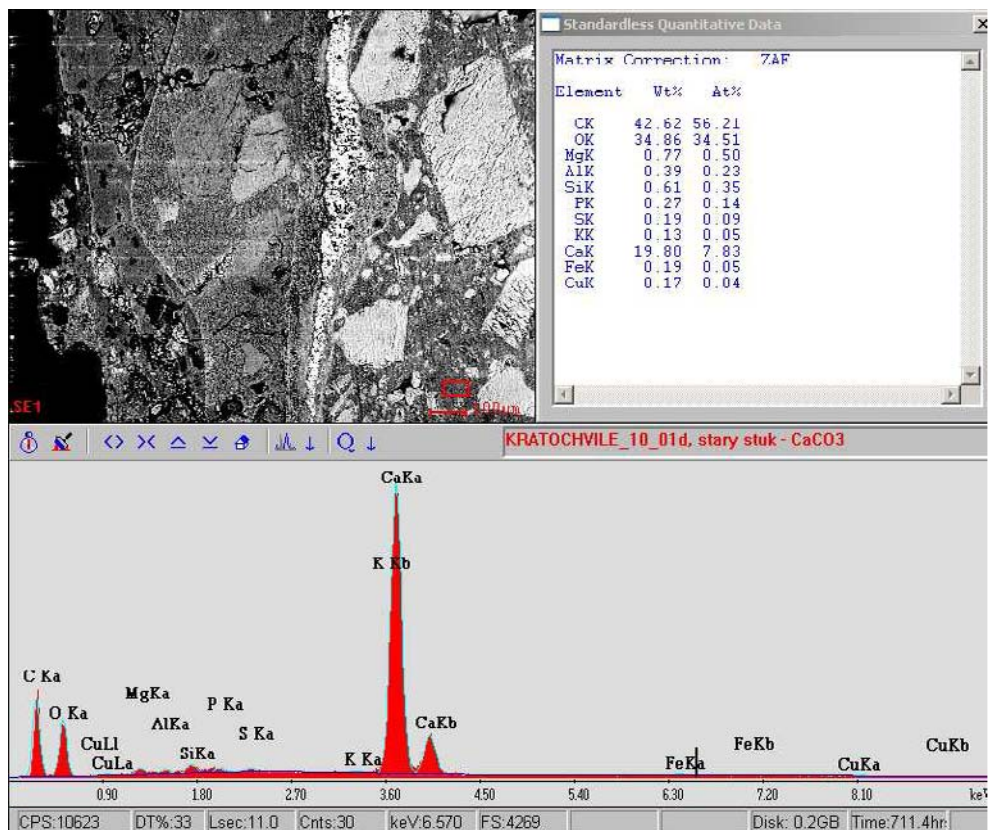 Standardless Quantitative Data
Matrix Correction: ZAF
Element Wt% At%
CK 42.62 56.21
OK 34.86 34.51
MgK 0.77 0.50
AlK 0.39 0.23
SiK 0.61 0.35
PK 0.27 0.14
SK 0.19 0.09
KK 0.13 0.05
CaK 19.80 7.83
FeK 0.19 0.05
CuK 0.17 0.04
SE1
KRATOCHVILE_10_01d, stary stuk - CaCO3
CaKa
K Kb
C Ka
MgKa
P Ka
O Ka
AlKa
S Ka
CaKb
CuLl
SiKa
FeKb
CuKb
CuLa
K Ka
FeKa
CuKa
0.90 1.80 2.70 3.60 4.50 5.40 6.30 7.20 8.10
CPS:10623 DT%:33 Lsec:11.0 Cnts:30 keV:6.570 FS:4269 Disk: 0.2GB Time:711.4hr